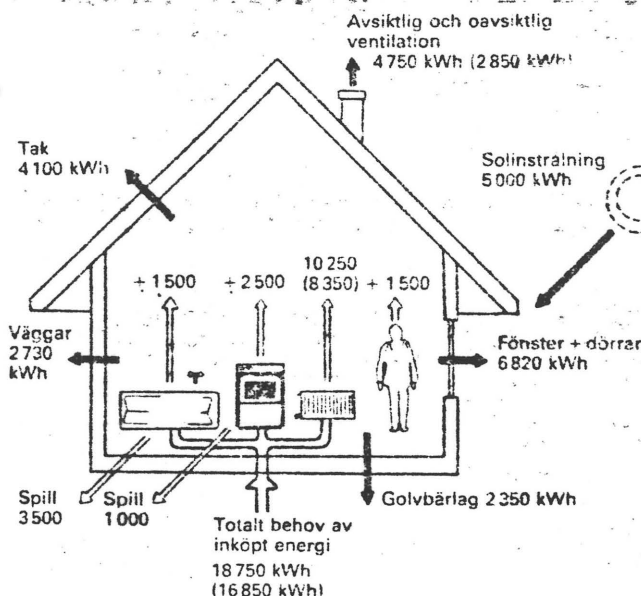 Avsiktlig och oavsiktlig
ventilation
4 750 kWh (2 850 kWh)
Tak
4 100 kWh
Solinstrålning
5 000 kWh
+ 1 500
+ 2 500
10 250
(8 350)
+ 1 500
Väggar
2 730
kWh
Fönster + dörrar
6 820 kWh
Spill
3 500
Spill
1 000
Golvbärlag 2 350 kWh
Totalt behov av
inköpt energi
18 750 kWh
(16 850 kWh)